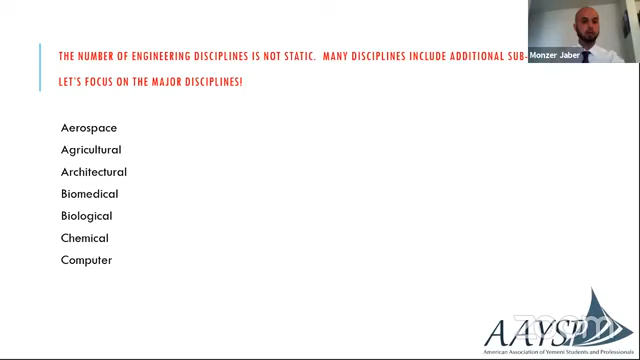 THE NUMBER OF ENGINEERING DISCIPLINES IS NOT STATIC. MANY DISCIPLINES INCLUDE ADDITIONAL SUB-
Monzer Jaber
LET'S FOCUS ON THE MAJOR DISCIPLINES!
Aerospace
Agricultural
Architectural
Biomedical
Biological
Chemical
Computer
zoom
AAYSP
American Association of Yemeni Students and Professionals